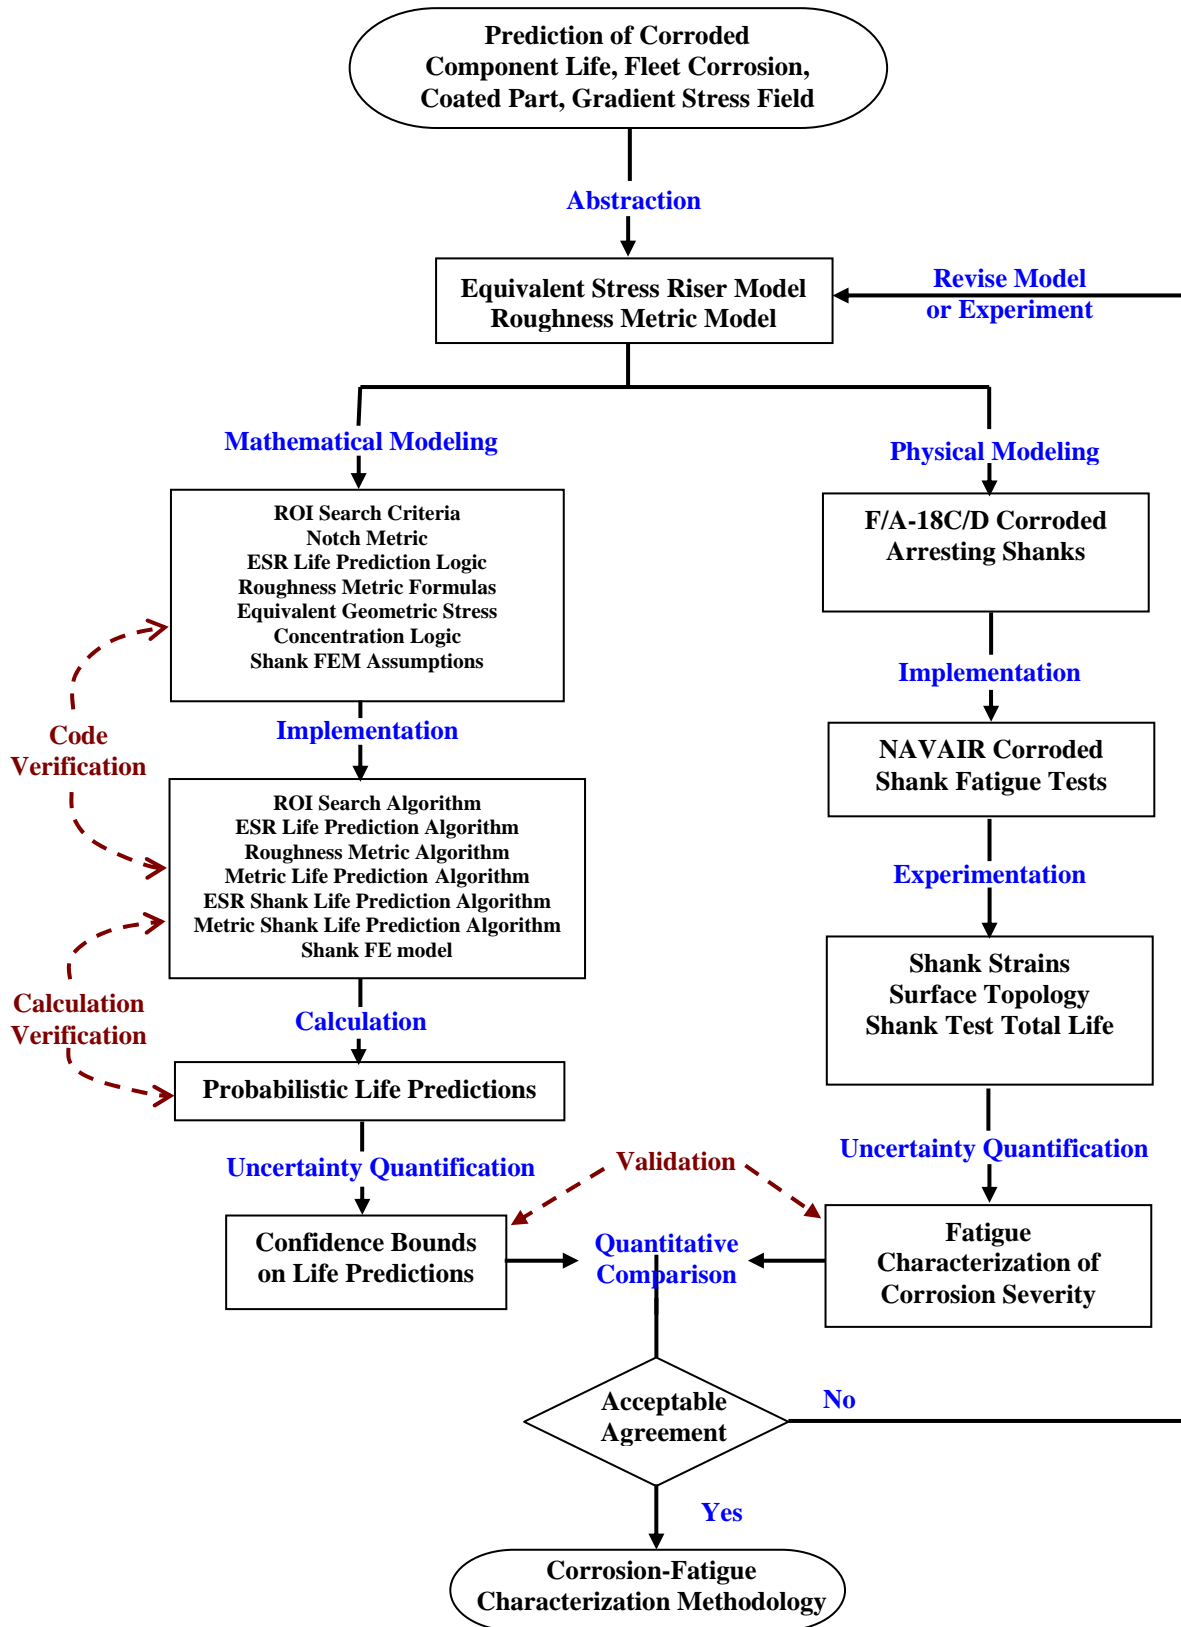 Prediction of Corroded
Component Life, Fleet Corrosion,
Coated Part, Gradient Stress Field
Abstraction
Equivalent Stress Riser Model
Roughness Metric Model
Revise Model
or Experiment
Mathematical Modeling
Physical Modeling
ROI Search Criteria
Notch Metric
ESR Life Prediction Logic
Roughness Metric Formulas
Equivalent Geometric Stress
Concentration Logic
Shank FEM Assumptions
F/A-18C/D Corroded
Arresting Shanks
Implementation
Implementation
Code
Verification
NAVAIR Corroded
Shank Fatigue Tests
ROI Search Algorithm
ESR Life Prediction Algorithm
Roughness Metric Algorithm
Metric Life Prediction Algorithm
ESR Shank Life Prediction Algorithm
Metric Shank Life Prediction Algorithm
Shank FE model
Experimentation
Shank Strains
Surface Topology
Shank Test Total Life
Calculation
Verification
Calculation
Probabilistic Life Predictions
Uncertainty Quantification
Validation
Uncertainty Quantification
Confidence Bounds
on Life Predictions
Quantitative
Comparison
Fatigue
Characterization of
Corrosion Severity
Acceptable
Agreement
No
Yes
Corrosion-Fatigue
Characterization Methodology